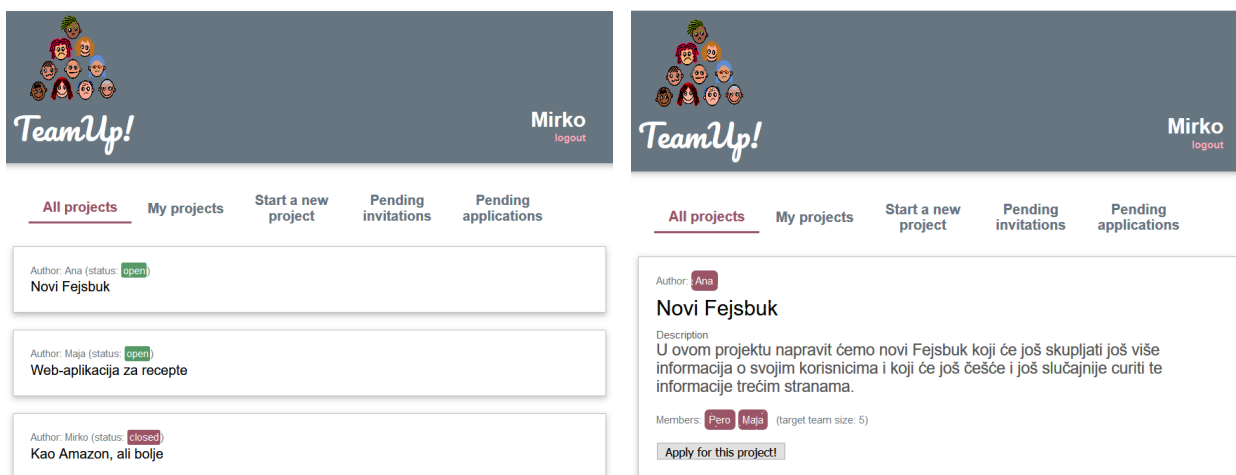 TeamUp!
Mirko
logout
All projects
My projects
Start a new
project
Pending
invitations
Pending
applications
Author: Ana (status: open)
Novi Fejsbuk
Author: Maja (status: open)
Web-aplikacija za recepte
Author: Mirko (status: closed)
Kao Amazon, ali bolje
TeamUp!
Mirko
logout
All projects
My projects
Start a new
project
Pending
invitations
Pending
applications
Author: Ana
Novi Fejsbuk
Description
U ovom projektu napravit ćemo novi Fejsbuk koji će još skupljati još više
informacija o svojim korisnicima i koji će još češće i još slučajnije curiti te
informacije trećim stranama.
Members: Pero Maja (target team size: 5)
Apply for this project!